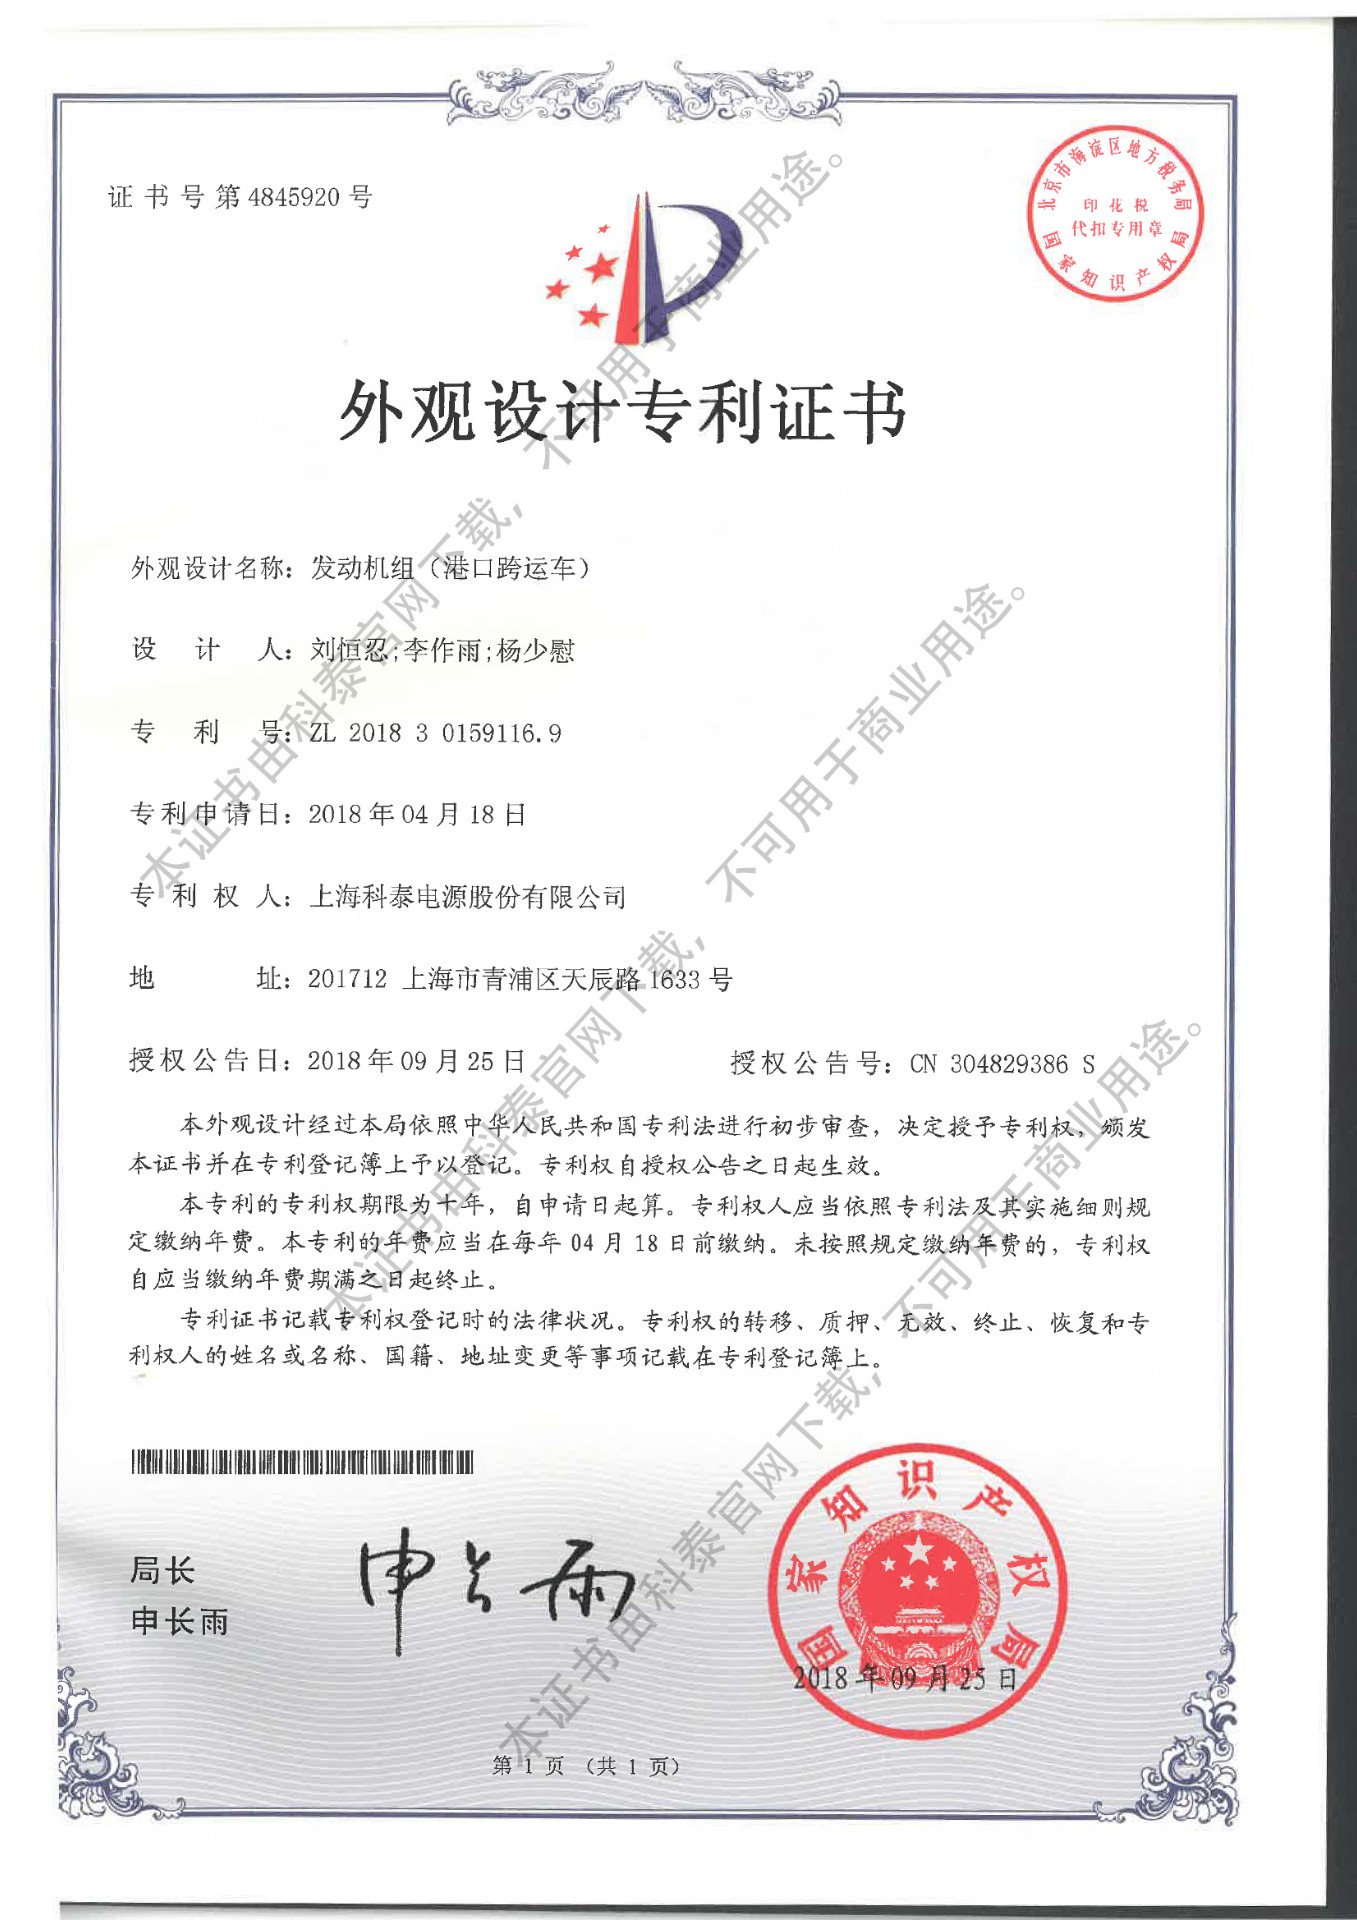 证书号第4845920号
北京市海淀区地方税务局
印花税
代扣专用章
国家知识产权局
外观设计专利证书
外观设计名称：发动机组（港口跨运车）
设计人：刘恒忍;李作雨;杨少慰
专利号：ZL 2018 3 0159116.9
专利申请日：2018年04月18日
专利权人：上海科泰电源股份有限公司
地址：201712 上海市青浦区天辰路1633号
授权公告日：2018年09月25日 授权公告号：CN 304829386 S
本外观设计经过本局依照中华人民共和国专利法进行初步审查，决定授予专利权，颁发
本证书并在专利登记簿上予以登记。专利权自授权公告之日起生效。
本专利的专利权期限为十年，自申请日起算。专利权人应当依照专利法及其实施细则规
定缴纳年费。本专利的年费应当在每年04月18日前缴纳。未按照规定缴纳年费的，专利权
自应当缴纳年费期满之日起终止。
专利证书记载专利权登记时的法律状况。专利权的转移、质押、无效、终止、恢复和专
利权人的姓名或名称、国籍、地址变更等事项记载在专利登记簿上。
局长
申长雨
申长雨
国家知识产权局
2018年09月25日
第1页（共1页）
本证书由科泰官网下载，不可用于商业用途。
本证书由科泰官网下载，不可用于商业用途。
本证书由科泰官网下载，不可用于商业用途。